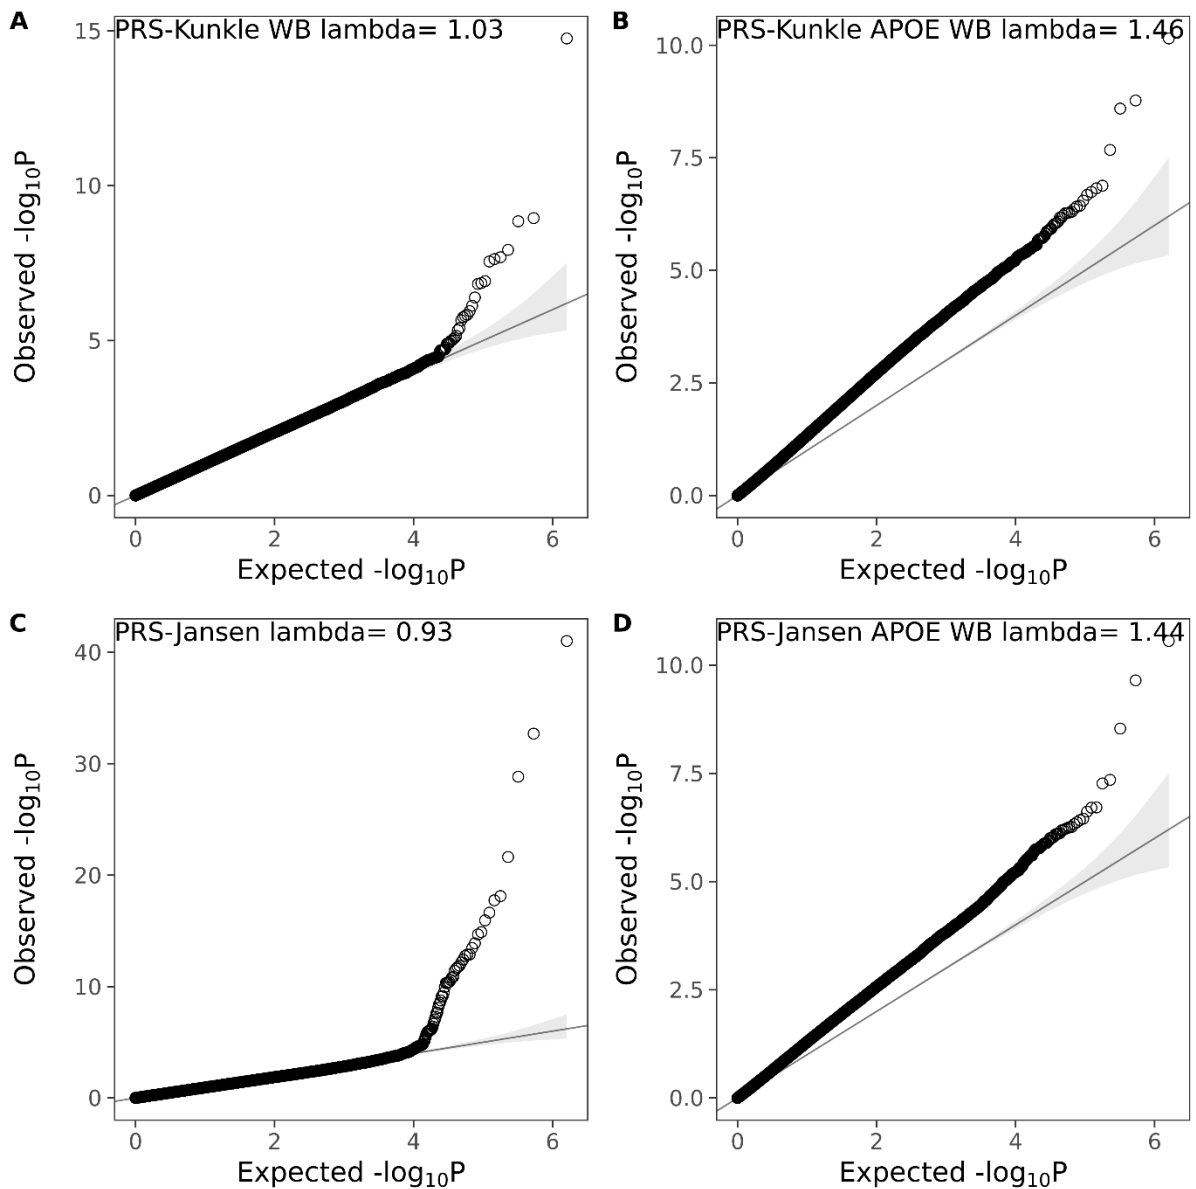 A
PRS-Kunkle WB lambda= 1.03
15
10
5
0
Observed -log10P
0 2 4 6
Expected -log10P
B
PRS-Kunkle APOE WB lambda= 1.46
10.0
7.5
5.0
2.5
0.0
Observed -log10P
0 2 4 6
Expected -log10P
C
PRS-Jansen lambda= 0.93
40
30
20
10
0
Observed -log10P
0 2 4 6
Expected -log10P
D
PRS-Jansen APOE WB lambda= 1.44
10.0
7.5
5.0
2.5
0.0
Observed -log10P
0 2 4 6
Expected -log10P